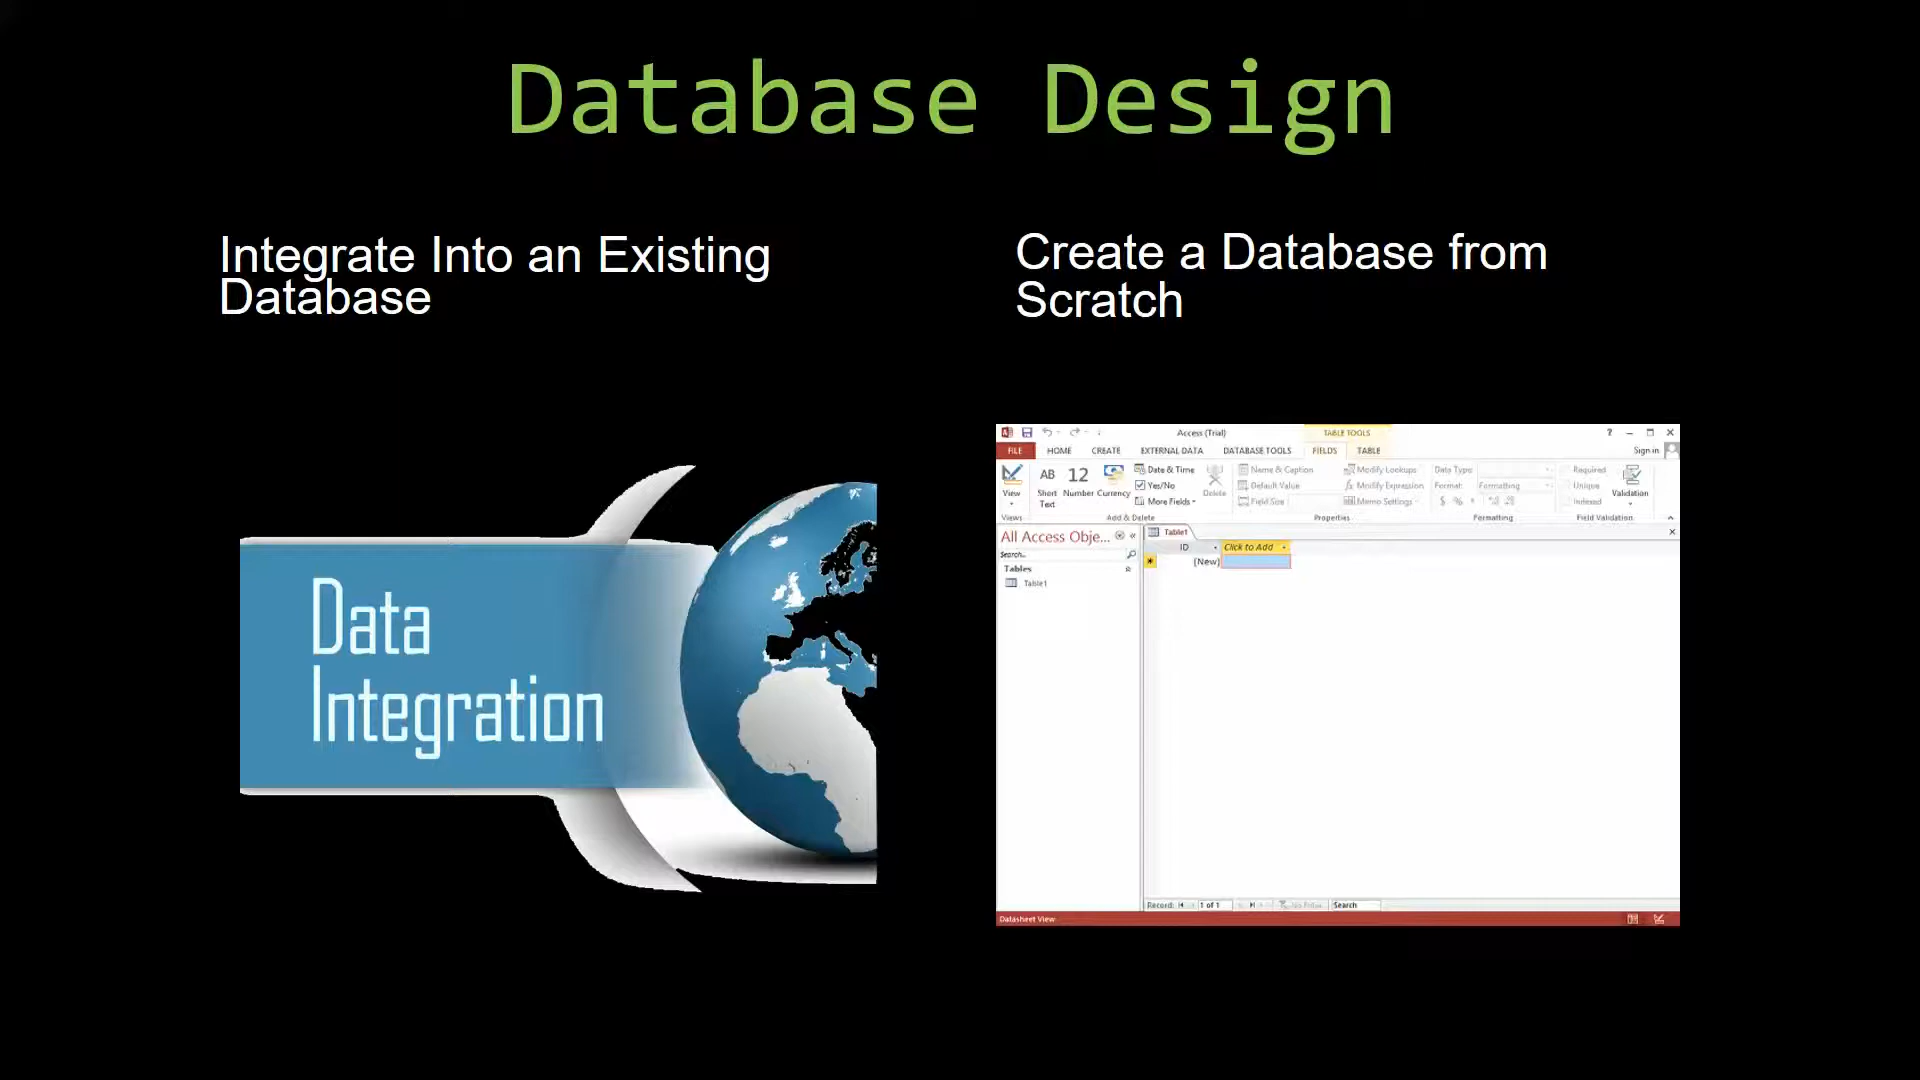 Database Design
Integrate Into an Existing
Database
Create a Database from
Scratch
Data
Integration
Access (Trial)
TABLE TOOLS
?
FILE HOME CREATE EXTERNAL DATA DATABASE TOOLS FIELDS TABLE
Sign in
View
Views
AB
Short
Text
12
Number
Currency
Date & Time
Yes/No
More Fields
Delete
Add & Delete
Name & Caption
Default Value
Field Size
Modify Lookups
Modify Expression
Memo Settings
Properties
Data Type:
Format: Formatting
$ %
Formatting
Required
Unique
Indexed
Validation
Field Validation
All Access Obje...
Search...
Tables
Table1
Table1
ID Click to Add
(New)
Record: 1 of 1 No Filter Search
Datasheet View